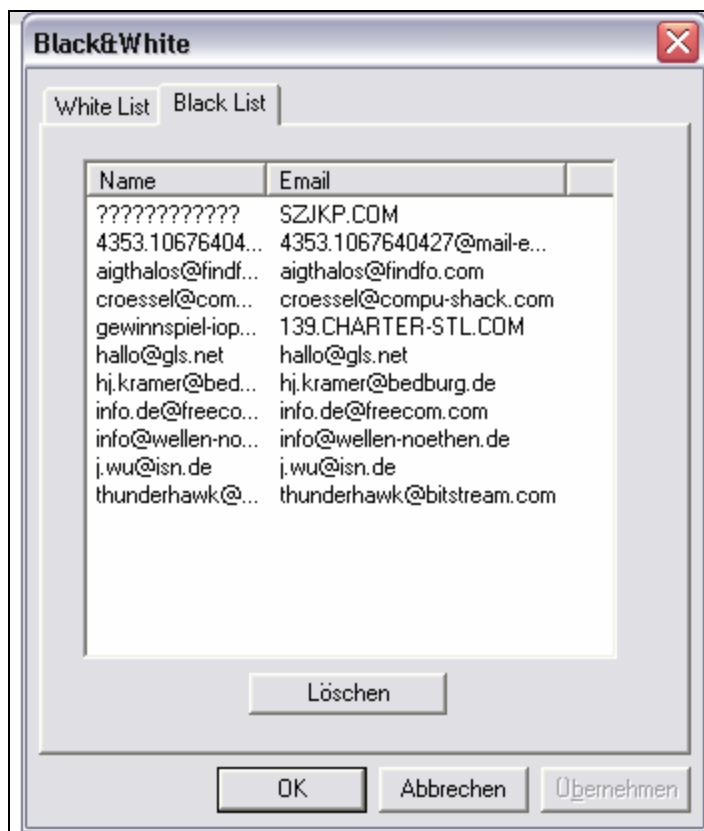 Black&White
White List Black List
Name Email
???????????? SZJKP.COM
4353.10676404... 4353.1067640427@mail-e...
aigthalos@findf... aigthalos@findfo.com
croessel@com... croessel@compu-shack.com
gewinnspiel-iop... 139.CHARTER-STL.COM
hallo@gls.net hallo@gls.net
hj.kramer@bed... hj.kramer@bedburg.de
info.de@freeco... info.de@freecom.com
info@wellen-no... info@wellen-noethen.de
j.wu@isn.de j.wu@isn.de
thunderhawk@... thunderhawk@bitstream.com
Löschen
OK Abbrechen Übernehmen